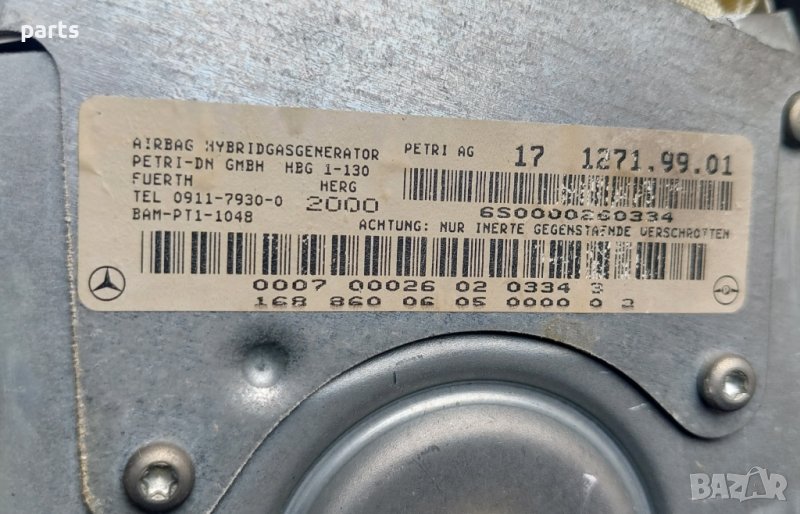 parts
AIRBAG HYBRIDGASGENERATOR
PETRI-DN GMBH HBG 1-130
FUERTH HERG
TEL 0911-7930-0 2000
BAM-PT1-1048
PETRI AG 17 1271.99.01
6S0000260334
ACHTUNG: NUR INERTE GEGENSTAENDE VERSCHROTTEN
0007 00026 02 0334 3
168 860 06 05 0000 0 3
BAZAR